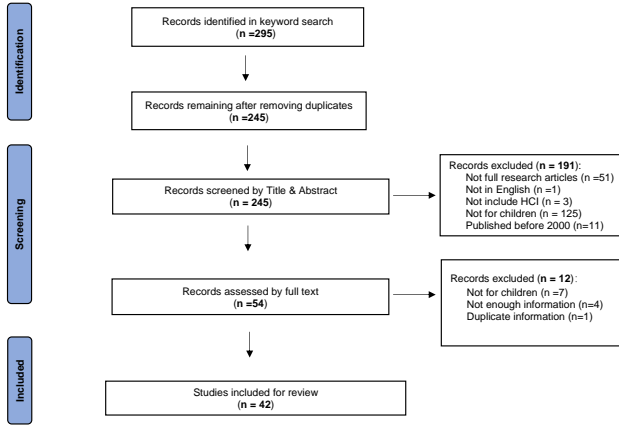 Identification
Records identified in keyword search
(n =295)
Records remaining after removing duplicates
(n =245)
Screening
Records screened by Title & Abstract
(n = 245)
Records excluded (n = 191):
Not full research articles (n =51)
Not in English (n =1)
Not include HCI (n = 3)
Not for children (n = 125)
Published before 2000 (n=11)
Records assessed by full text
(n =54)
Records excluded (n = 12):
Not for children (n =7)
Not enough information (n=4)
Duplicate information (n=1)
Included
Studies included for review
(n = 42)